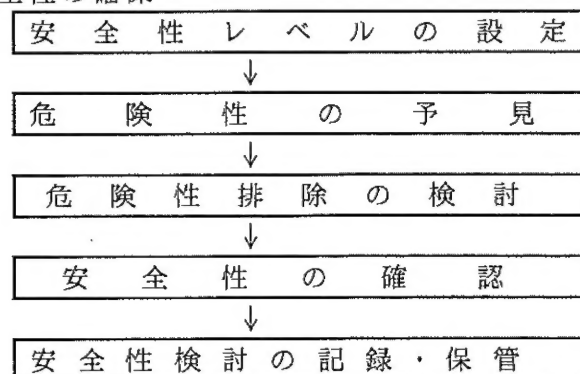 安全性レベルの設定
↓
危険性の予見
↓
危険性排除の検討
↓
安全性の確認
↓
安全性検討の記録・保管